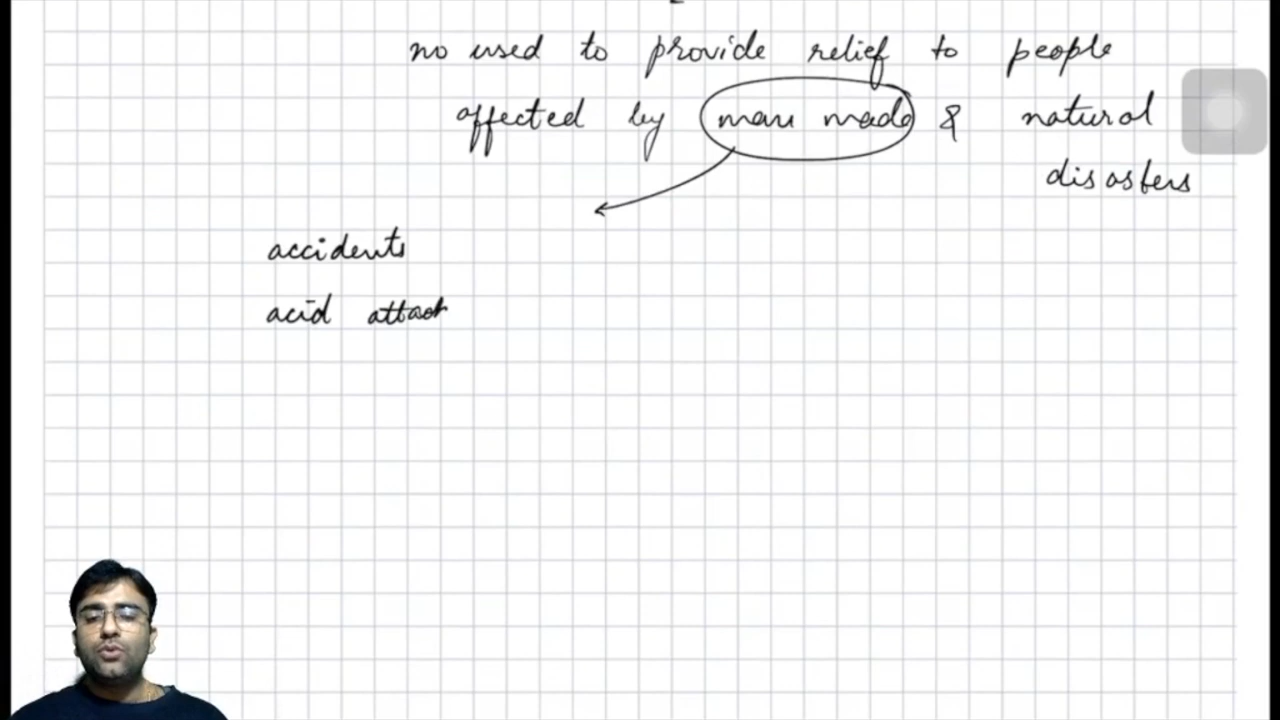 no used to provide relief to people
affected by man made & natural
disasters
accidents
acid attack